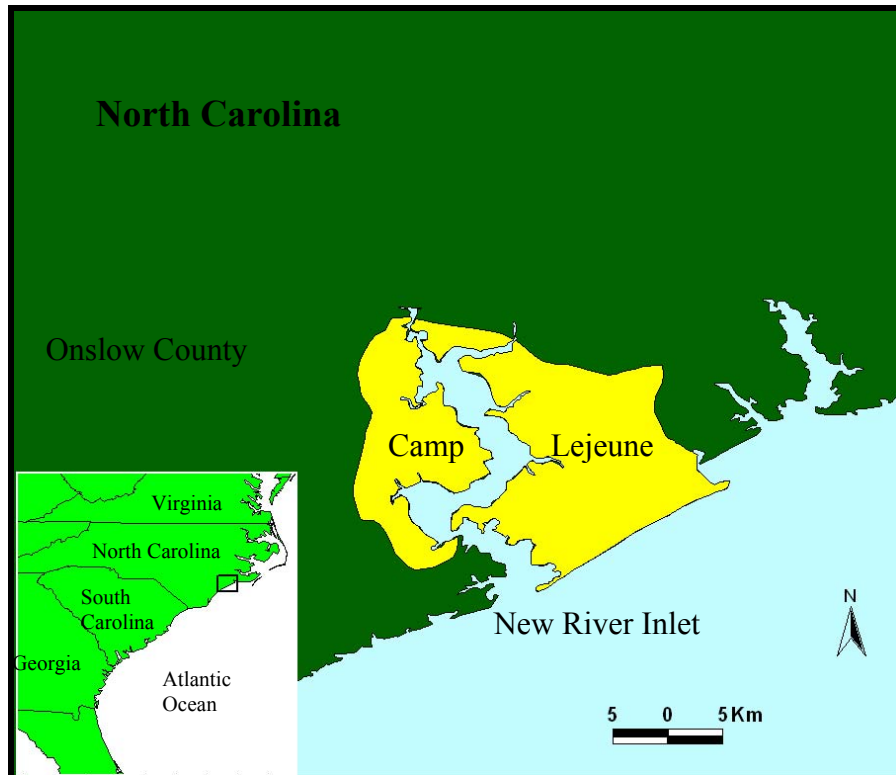 North Carolina
Onslow County
Camp Lejeune
New River Inlet
N
5 0 5 Km
Virginia
North Carolina
South
Carolina
Georgia
Atlantic
Ocean